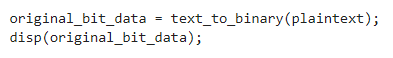 original_bit_data = text_to_binary(plaintext);
disp(original_bit_data);